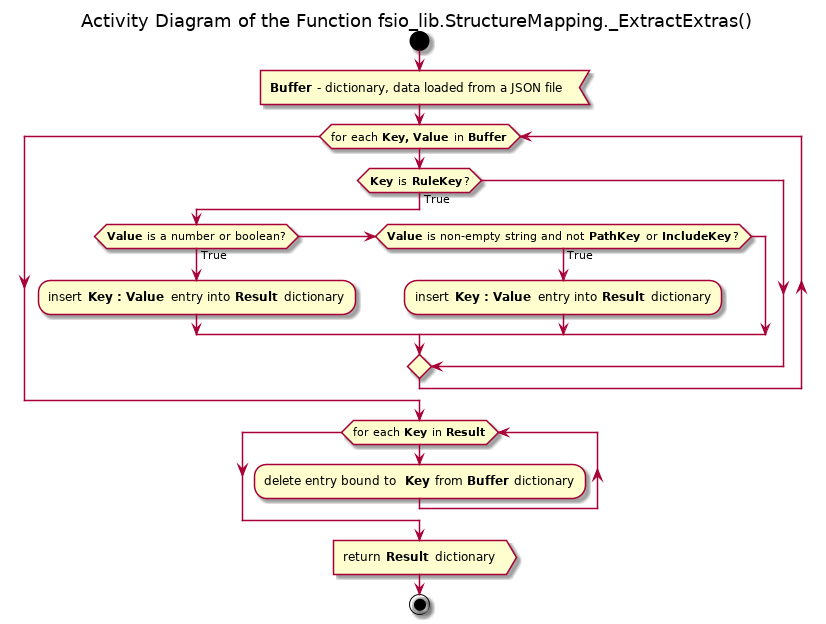 Activity Diagram of the Function fsio_lib.StructureMapping._ExtractExtras()
Buffer - dictionary, data loaded from a JSON file
for each Key, Value in Buffer
Key is RuleKey?
True
Value is a number or boolean?
Value is non-empty string and not PathKey or IncludeKey?
True
True
insert Key : Value entry into Result dictionary
insert Key : Value entry into Result dictionary
for each Key in Result
delete entry bound to Key from Buffer dictionary
return Result dictionary